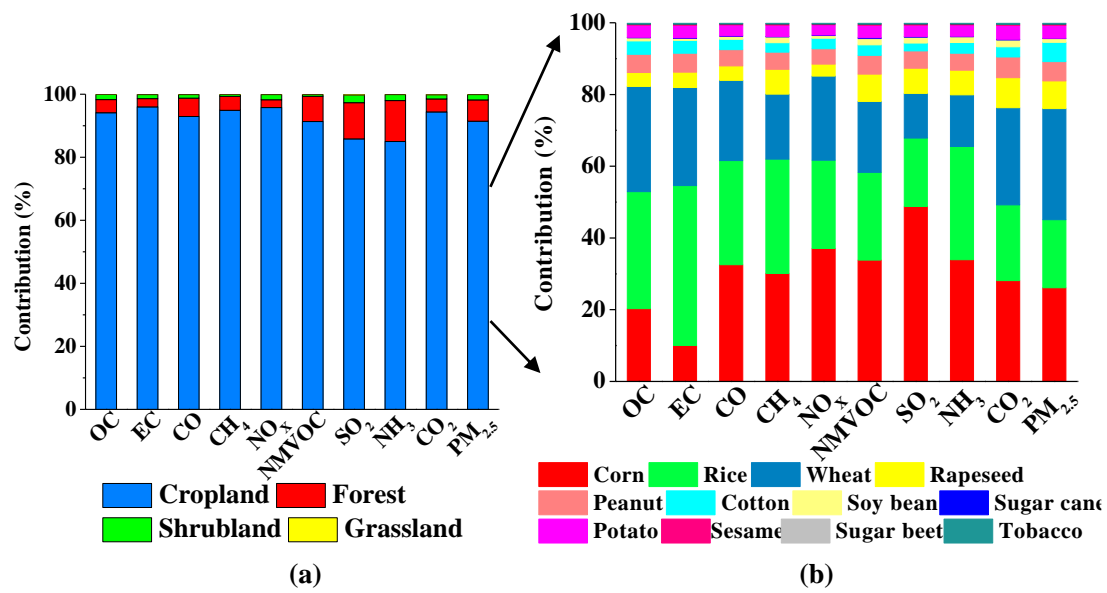 100
80
60
40
20
0
Contribution (%)
OC EC CO CH4 NOX NMVOC SO2 NH3 CO2 PM2.5
Cropland Forest
Shrubland Grassland
(a)
100
80
60
40
20
0
Contribution (%)
OC EC CO CH4 NOX NMVOC SO2 NH3 CO2 PM2.5
Corn Rice Wheat Rapeseed
Peanut Cotton Soy bean Sugar cane
Potato Sesame Sugar beet Tobacco
(b)